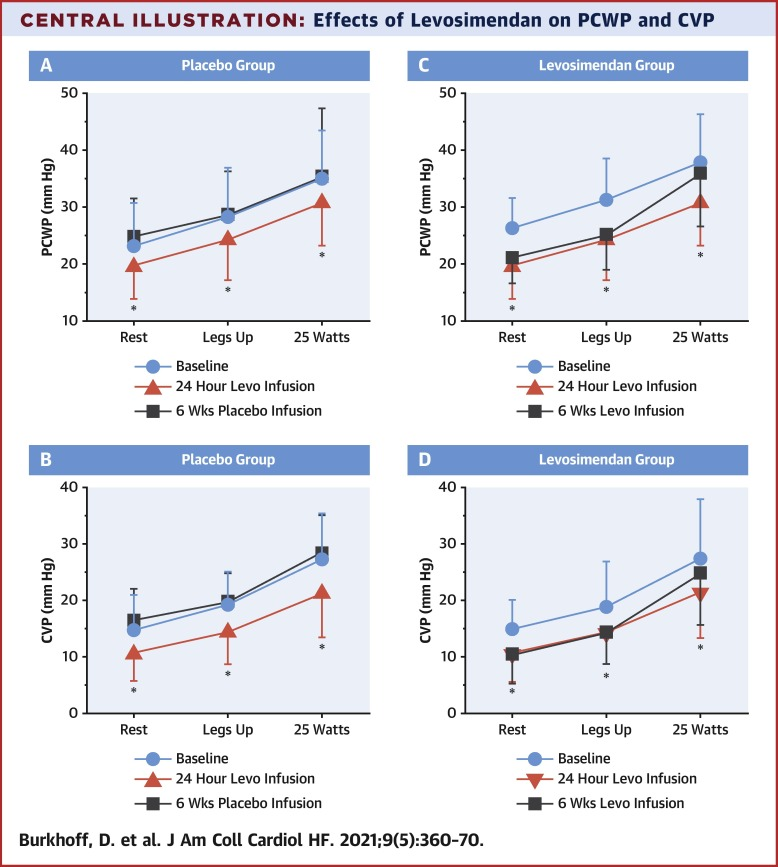 CENTRAL ILLUSTRATION: Effects of Levosimendan on PCWP and CVP
A Placebo Group
PCWP (mm Hg)
50
40
30
20
10
*
*
*
Rest Legs Up 25 Watts
Baseline
24 Hour Levo Infusion
6 Wks Placebo Infusion
C Levosimendan Group
PCWP (mm Hg)
50
40
30
20
10
*
*
*
Rest Legs Up 25 Watts
Baseline
24 Hour Levo Infusion
6 Wks Levo Infusion
B Placebo Group
CVP (mm Hg)
40
30
20
10
0
*
*
*
Rest Legs Up 25 Watts
Baseline
24 Hour Levo Infusion
6 Wks Placebo Infusion
D Levosimendan Group
CVP (mm Hg)
40
30
20
10
0
*
*
*
Rest Legs Up 25 Watts
Baseline
24 Hour Levo Infusion
6 Wks Levo Infusion
Burkhoff, D. et al. J Am Coll Cardiol HF. 2021;9(5):360–70.